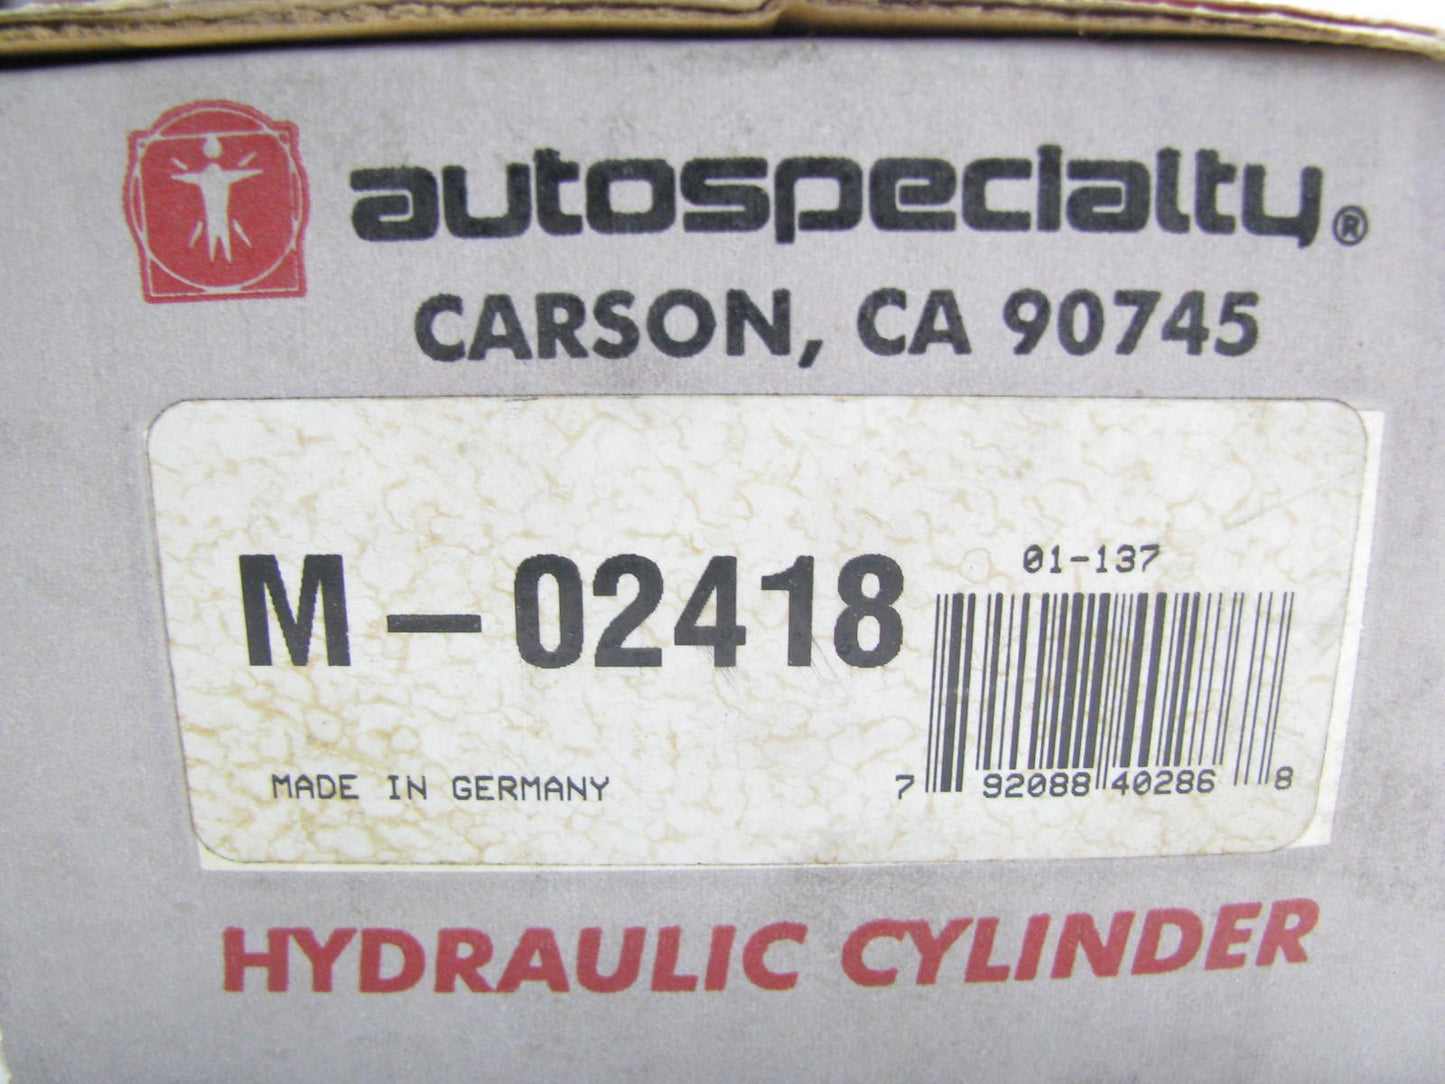 autospecialty®
CARSON, CA 90745
M-02418
01-137
MADE IN GERMANY
7 92088 40286 8
HYDRAULIC CYLINDER